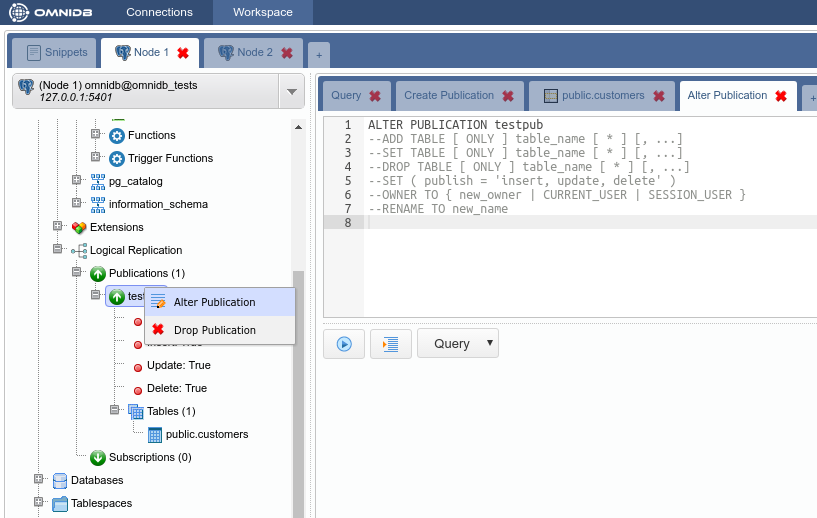 OMNIDB Connections Workspace
Snippets Node 1 Node 2 +
(Node 1) omnidb@omnidb_tests
127.0.0.1:5401
Functions
Trigger Functions
pg_catalog
information_schema
Extensions
Logical Replication
Publications (1)
Alter Publication
Drop Publication
Update: True
Delete: True
Tables (1)
public.customers
Subscriptions (0)
Databases
Tablespaces
Query Create Publication public.customers Alter Publication +
1 ALTER PUBLICATION testpub
2 --ADD TABLE [ ONLY ] table_name [ * ] [, ...]
3 --SET TABLE [ ONLY ] table_name [ * ] [, ...]
4 --DROP TABLE [ ONLY ] table_name [ * ] [, ...]
5 --SET ( publish = 'insert, update, delete' )
6 --OWNER TO { new_owner | CURRENT_USER | SESSION_USER }
7 --RENAME TO new_name
8
Query